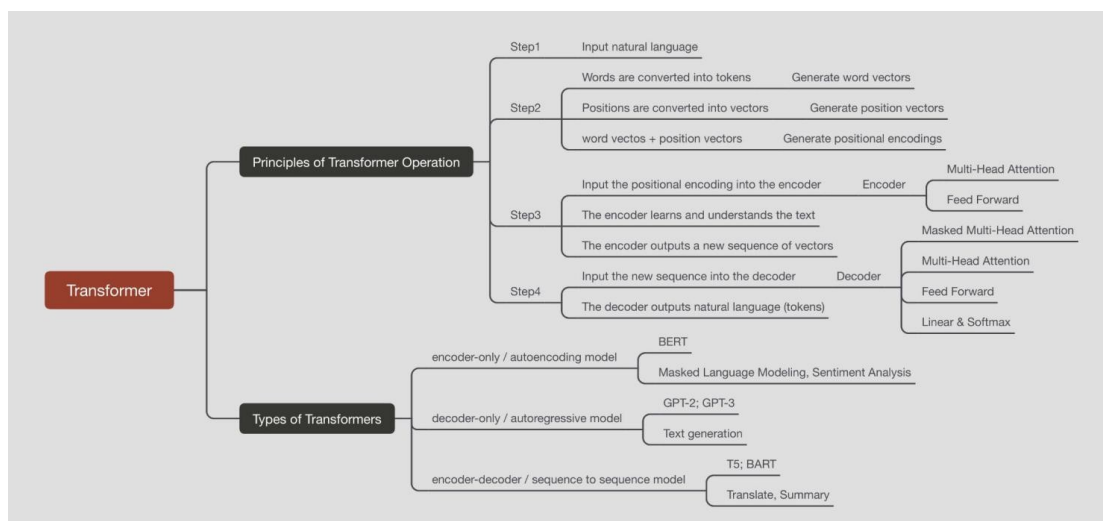 Transformer
Principles of Transformer Operation
Step1
Input natural language
Step2
Words are converted into tokens
Generate word vectors
Positions are converted into vectors
Generate position vectors
word vectos + position vectors
Generate positional encodings
Step3
Input the positional encoding into the encoder
Encoder
Multi-Head Attention
Feed Forward
The encoder learns and understands the text
The encoder outputs a new sequence of vectors
Step4
Input the new sequence into the decoder
Decoder
Masked Multi-Head Attention
Multi-Head Attention
Feed Forward
Linear & Softmax
The decoder outputs natural language (tokens)
Types of Transformers
encoder-only / autoencoding model
BERT
Masked Language Modeling, Sentiment Analysis
decoder-only / autoregressive model
GPT-2; GPT-3
Text generation
encoder-decoder / sequence to sequence model
T5; BART
Translate, Summary